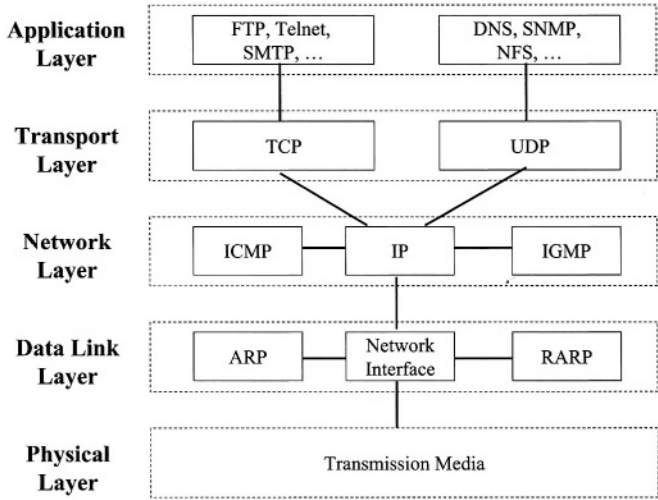 Application
Layer
FTP, Telnet,
SMTP, ...
DNS, SNMP,
NFS, ...
Transport
Layer
TCP
UDP
Network
Layer
ICMP
IP
IGMP
Data Link
Layer
ARP
Network
Interface
RARP
Physical
Layer
Transmission Media